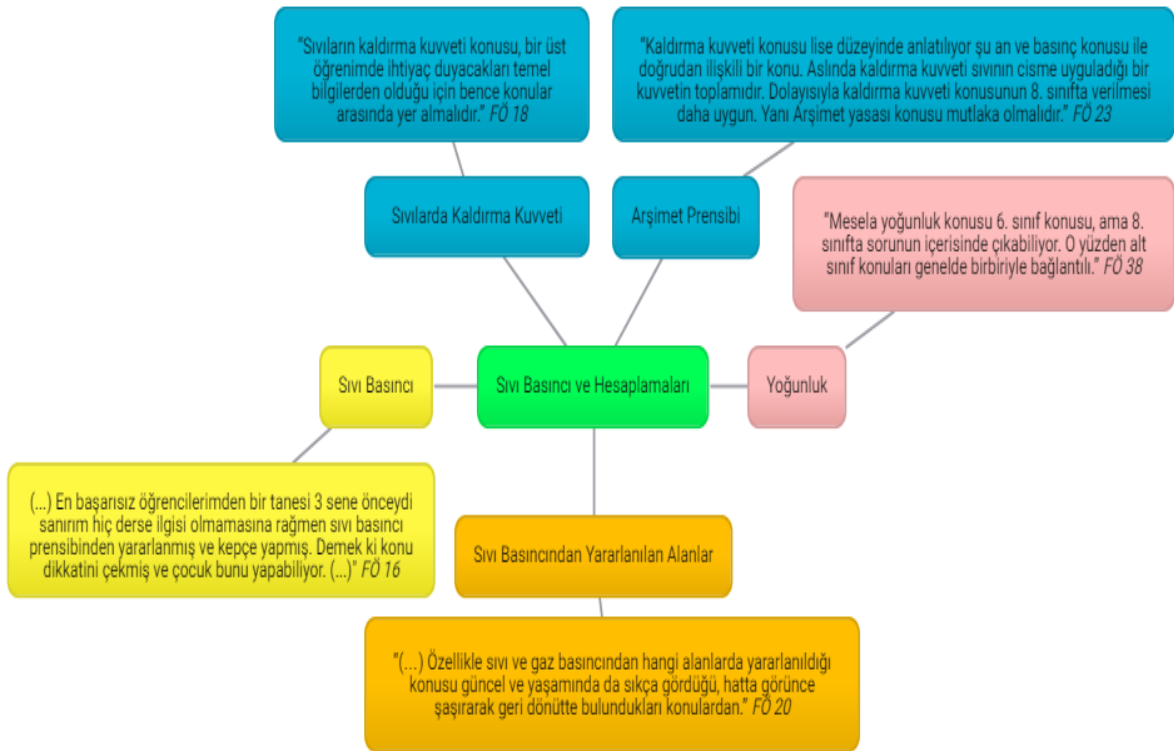 "Sıvıların kaldırma kuvveti konusu, bir üst
öğrenimde ihtiyaç duyacakları temel
bilgilerden olduğu için bence konular
arasında yer almalıdır." FÖ 18
"Kaldırma kuvveti konusu lise düzeyinde anlatılıyor şu an ve basınç konusu ile
doğrudan ilişkili bir konu. Aslında kaldırma kuvveti sıvının cisme uyguladığı bir
kuvvetin toplamıdır. Dolayısıyla kaldırma kuvveti konusunun 8. sınıfta verilmesi
daha uygun. Yanı Arşimet yasası konusu mutlaka olmalıdır." FÖ 23
Sıvılarda Kaldırma Kuvveti
Arşimet Prensibi
"Mesela yoğunluk konusu 6. sınıf konusu, ama 8.
sınıfta sorunun içerisinde çıkabiliyor. O yüzden alt
sınıf konuları genelde birbiriyle bağlantılı." FÖ 38
Sıvı Basıncı
Sıvı Basıncı ve Hesaplamaları
Yoğunluk
(...) En başarısız öğrencilerimden bir tanesi 3 sene önceydi
sanırım hiç derse ilgisi olmamasına rağmen sıvı basıncı
prensibinden yararlanmış ve kepçe yapmış. Demek ki konu
dikkatini çekmiş ve çocuk bunu yapabiliyor. (...)" FÖ 16
Sıvı Basıncından Yararlanılan Alanlar
"(...) Özellikle sıvı ve gaz basıncından hangi alanlarda yararlanıldığı
konusu güncel ve yaşamında da sıkça gördüğü, hatta görünce
şaşırarak geri dönütte bulundukları konulardan." FÖ 20